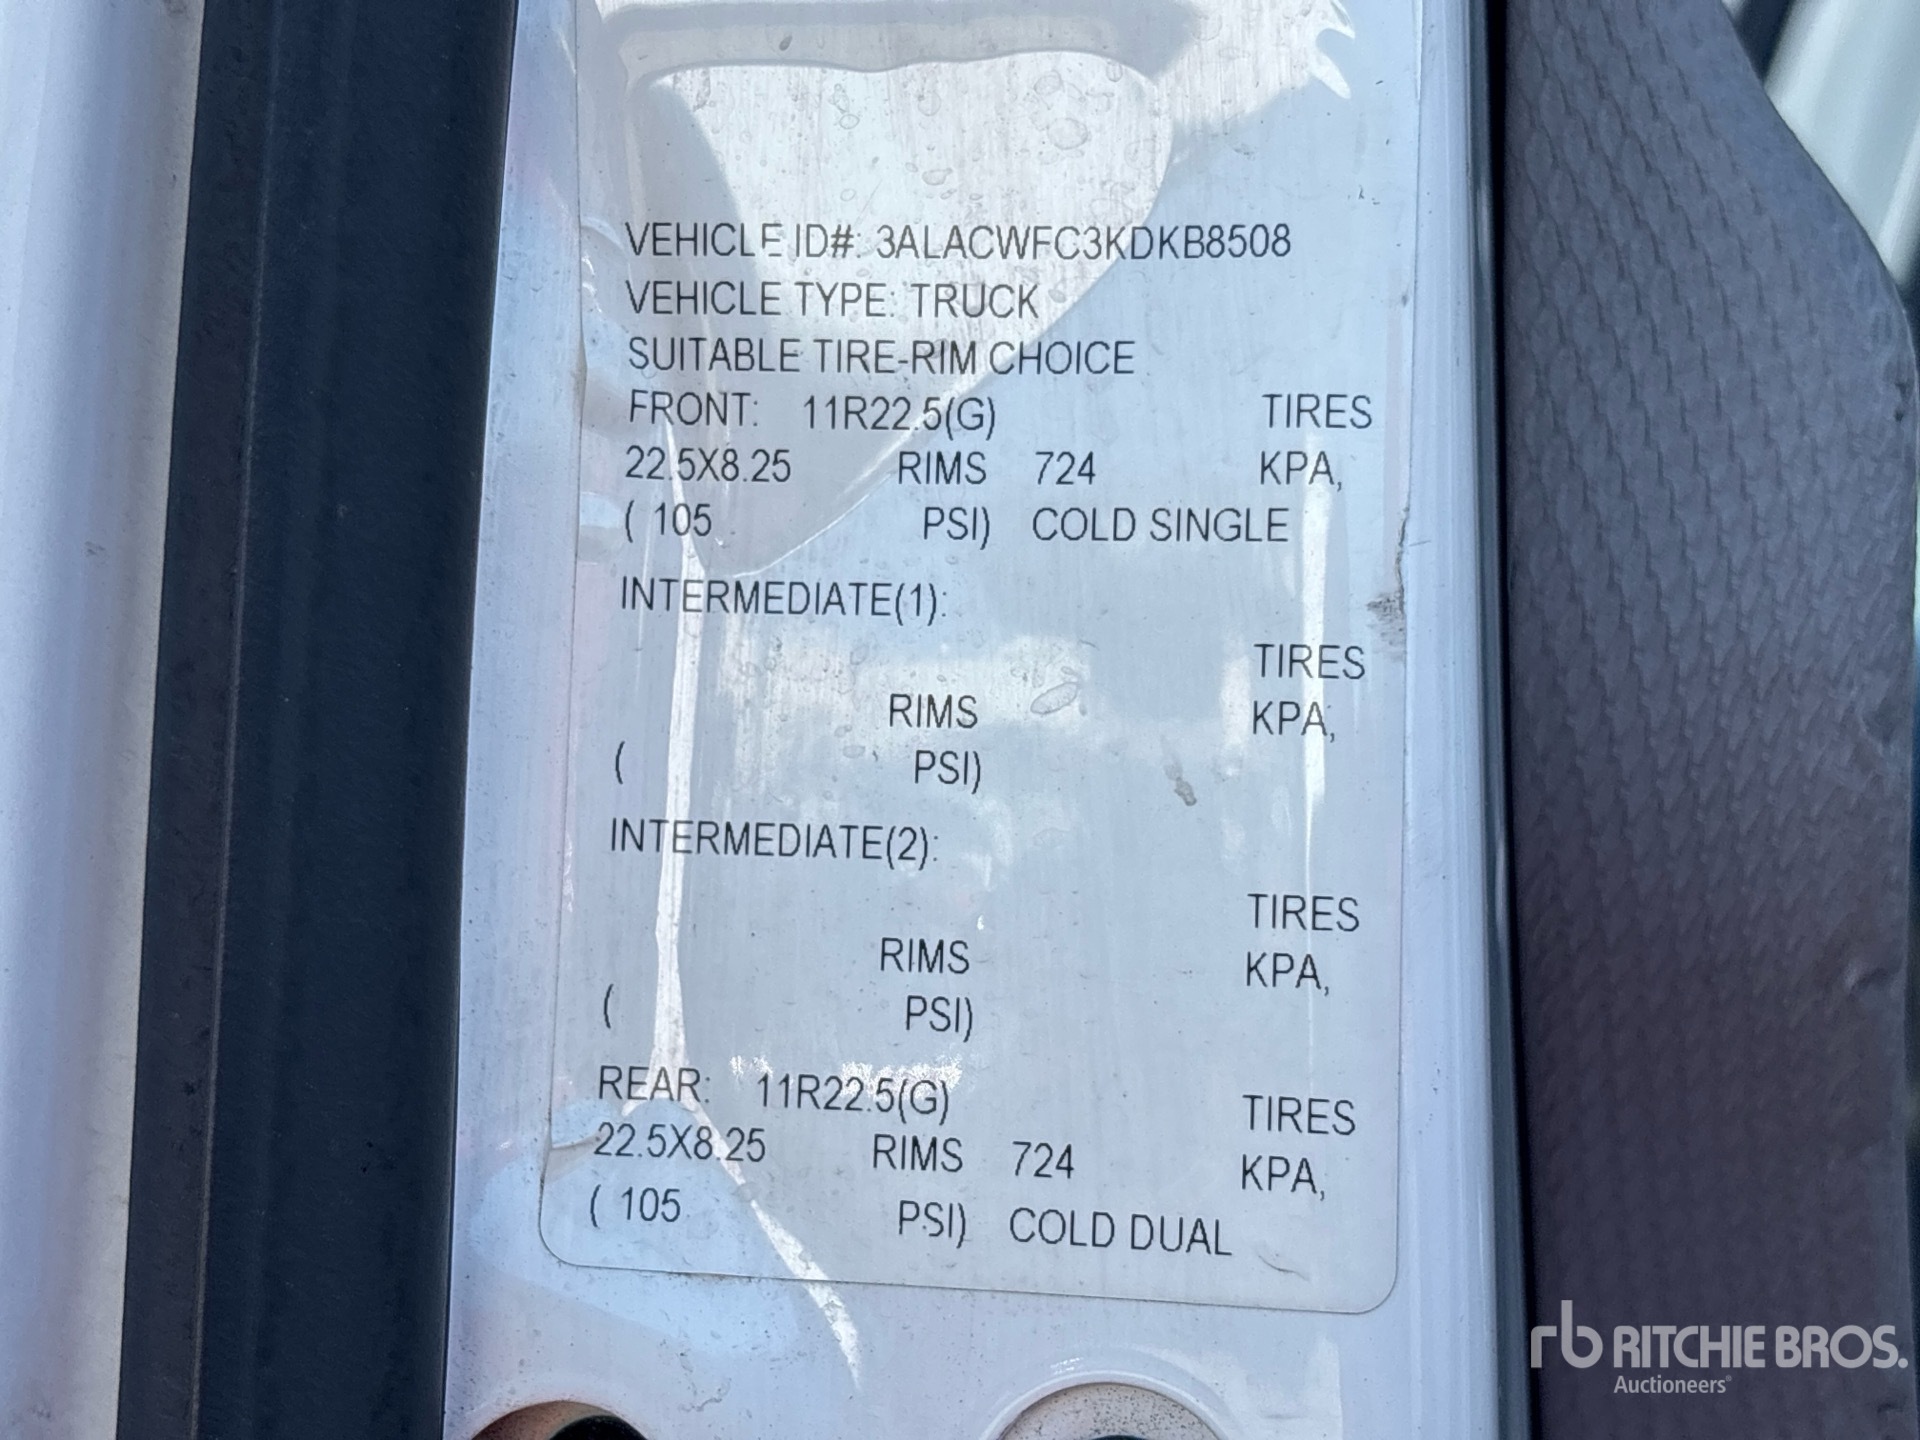 VEHICLE ID#: 3ALACWFC3KDKB8508
VEHICLE TYPE: TRUCK
SUITABLE TIRE-RIM CHOICE
FRONT: 11R22.5(G) TIRES
22.5X8.25 RIMS 724 KPA,
( 105 PSI) COLD SINGLE
INTERMEDIATE(1):
TIRES
RIMS KPA,
( PSI)
INTERMEDIATE(2):
TIRES
RIMS KPA,
( PSI)
REAR: 11R22.5(G) TIRES
22.5X8.25 RIMS 724 KPA,
( 105 PSI) COLD DUAL
rb RITCHIE BROS.
Auctioneers®